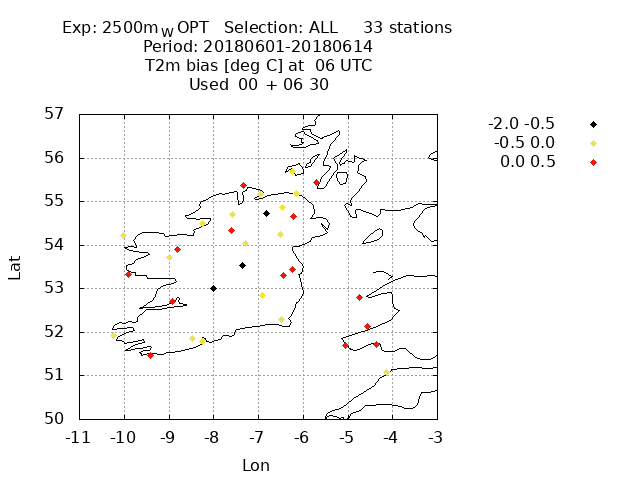 Exp: 2500m_W OPT Selection: ALL 33 stations
Period: 20180601-20180614
T2m bias [deg C] at 06 UTC
Used 00 + 06 30
-2.0 -0.5
-0.5 0.0
0.0 0.5
57
56
55
54
53
52
51
50
-11 -10 -9 -8 -7 -6 -5 -4 -3
Lat
Lon